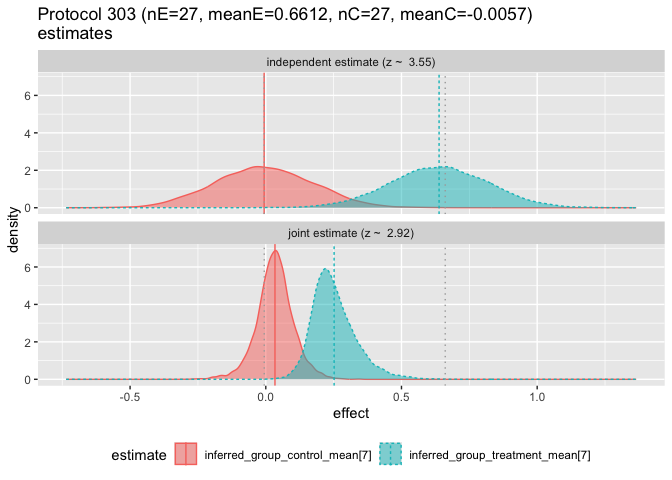 Protocol 303 (nE=27, meanE=0.6612, nC=27, meanC=-0.0057)
estimates
independent estimate (z ~  3.55)
6
4
2
0
joint estimate (z ~  2.92)
6
4
2
0
density
-0.5
0.0
0.5
1.0
effect
estimate
inferred_group_control_mean[7]
inferred_group_treatment_mean[7]